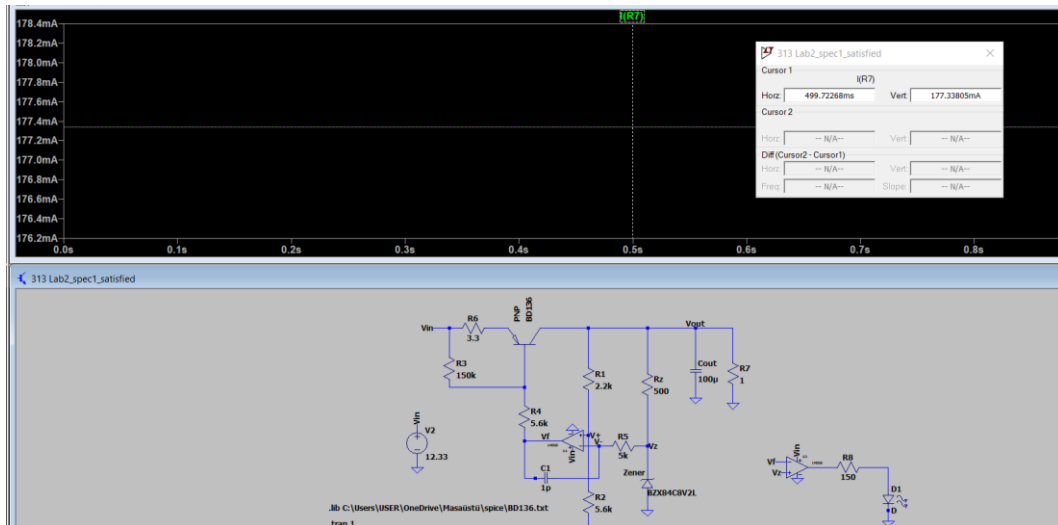 I(R7)
178.4mA
178.2mA
178.0mA
177.8mA
177.6mA
177.4mA
177.2mA
177.0mA
176.8mA
176.6mA
176.4mA
176.2mA
0.0s 0.1s 0.2s 0.3s 0.4s 0.5s 0.6s 0.7s 0.8s
313 Lab2_spec1_satisfied
Cursor 1
I(R7)
Horz: 499.72268ms Vert: 177.33805mA
Cursor 2
Horz: -- N/A-- Vert: -- N/A--
Diff (Cursor2 - Cursor1)
Horz: -- N/A-- Vert: -- N/A--
Freq: -- N/A-- Slope: -- N/A--
313 Lab2_spec1_satisfied
PNP
BD136
Vin
R6
3.3
Vout
R3
150k
R1
2.2k
Rz
500
Cout
100µ
R7
1
R4
5.6k
Vin
V2
12.33
Vf
V+
V-
Vin
R5
5k
Vz
C1
1p
Zener
BZX84C8V2L
R2
5.6k
Vf
Vz
Vin
R8
150
D1
D
.lib C:\Users\USER\OneDrive\Masaüstü\spice\BD136.txt
.tran 1